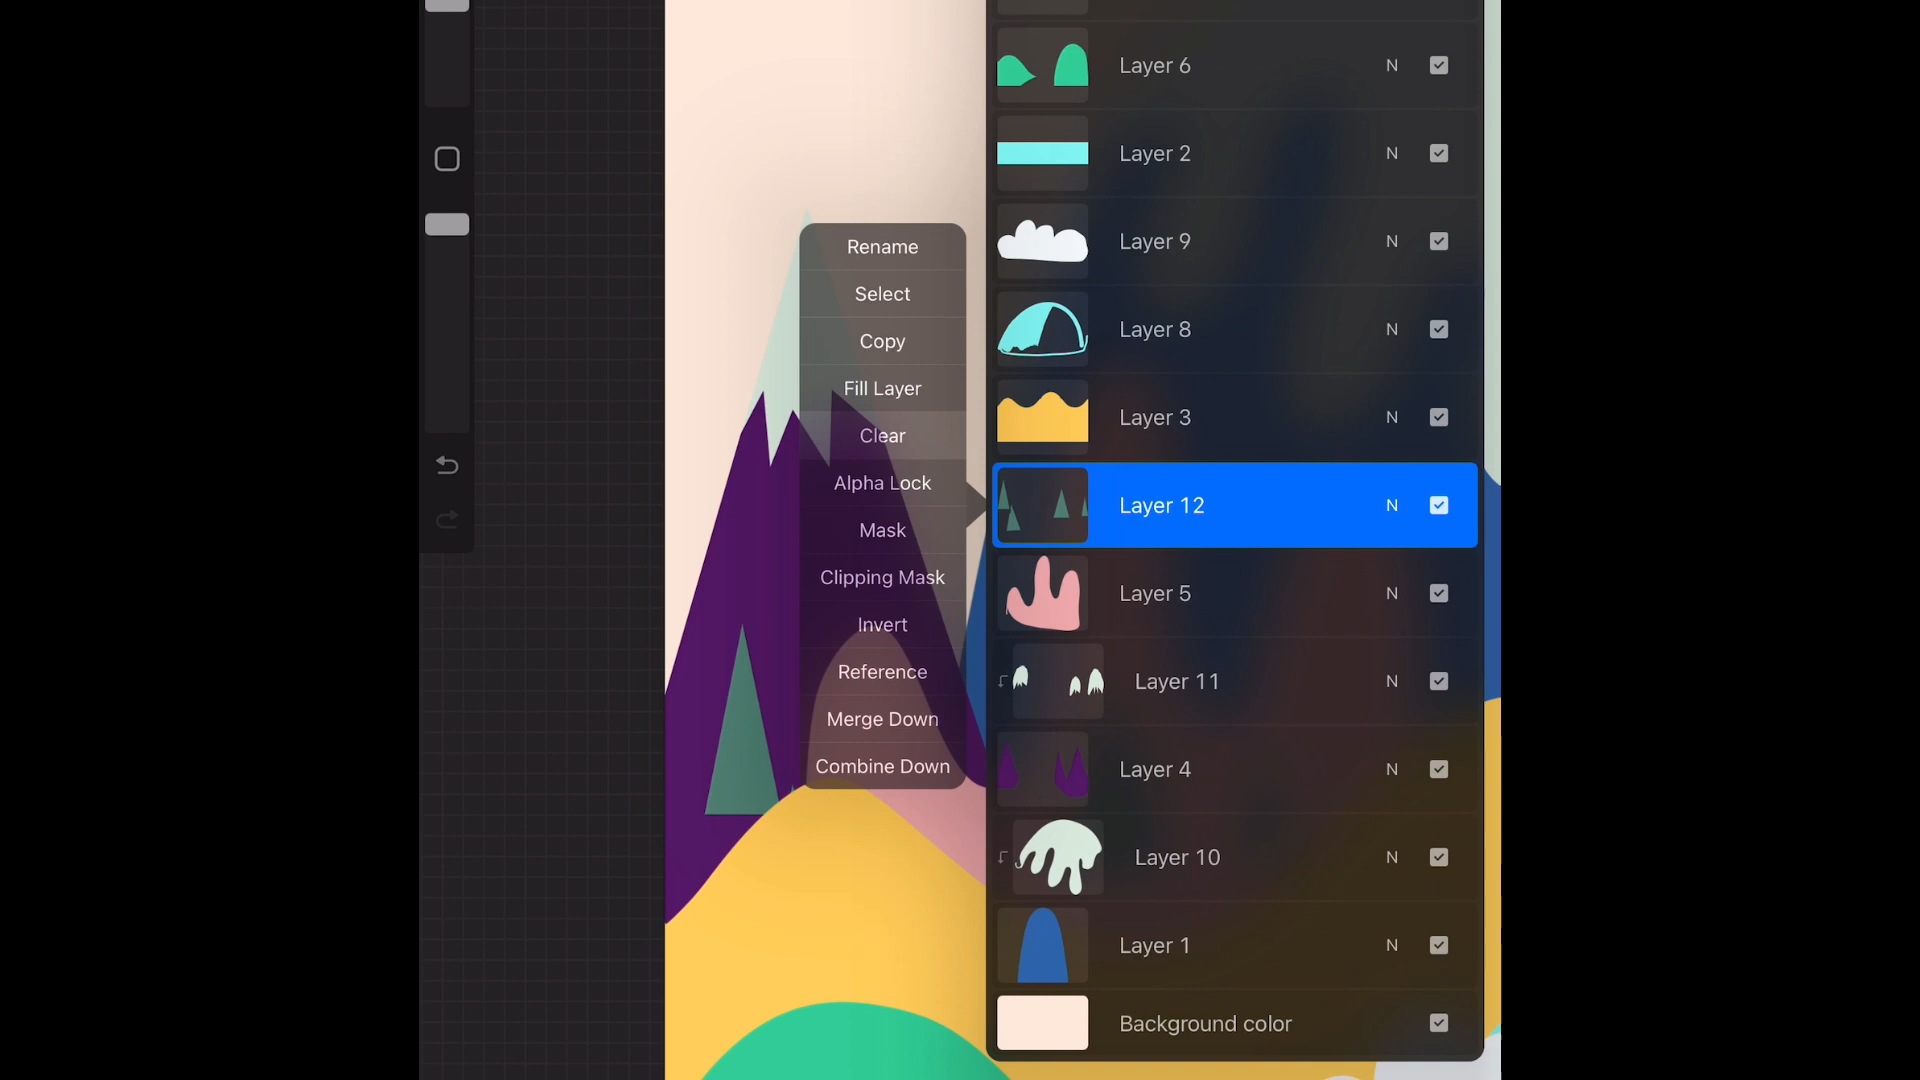 Rename
Select
Copy
Fill Layer
Clear
Alpha Lock
Mask
Clipping Mask
Invert
Reference
Merge Down
Combine Down
Layer 6 N
Layer 2 N
Layer 9 N
Layer 8 N
Layer 3 N
Layer 12 N
Layer 5 N
Layer 11 N
Layer 4 N
Layer 10 N
Layer 1 N
Background color